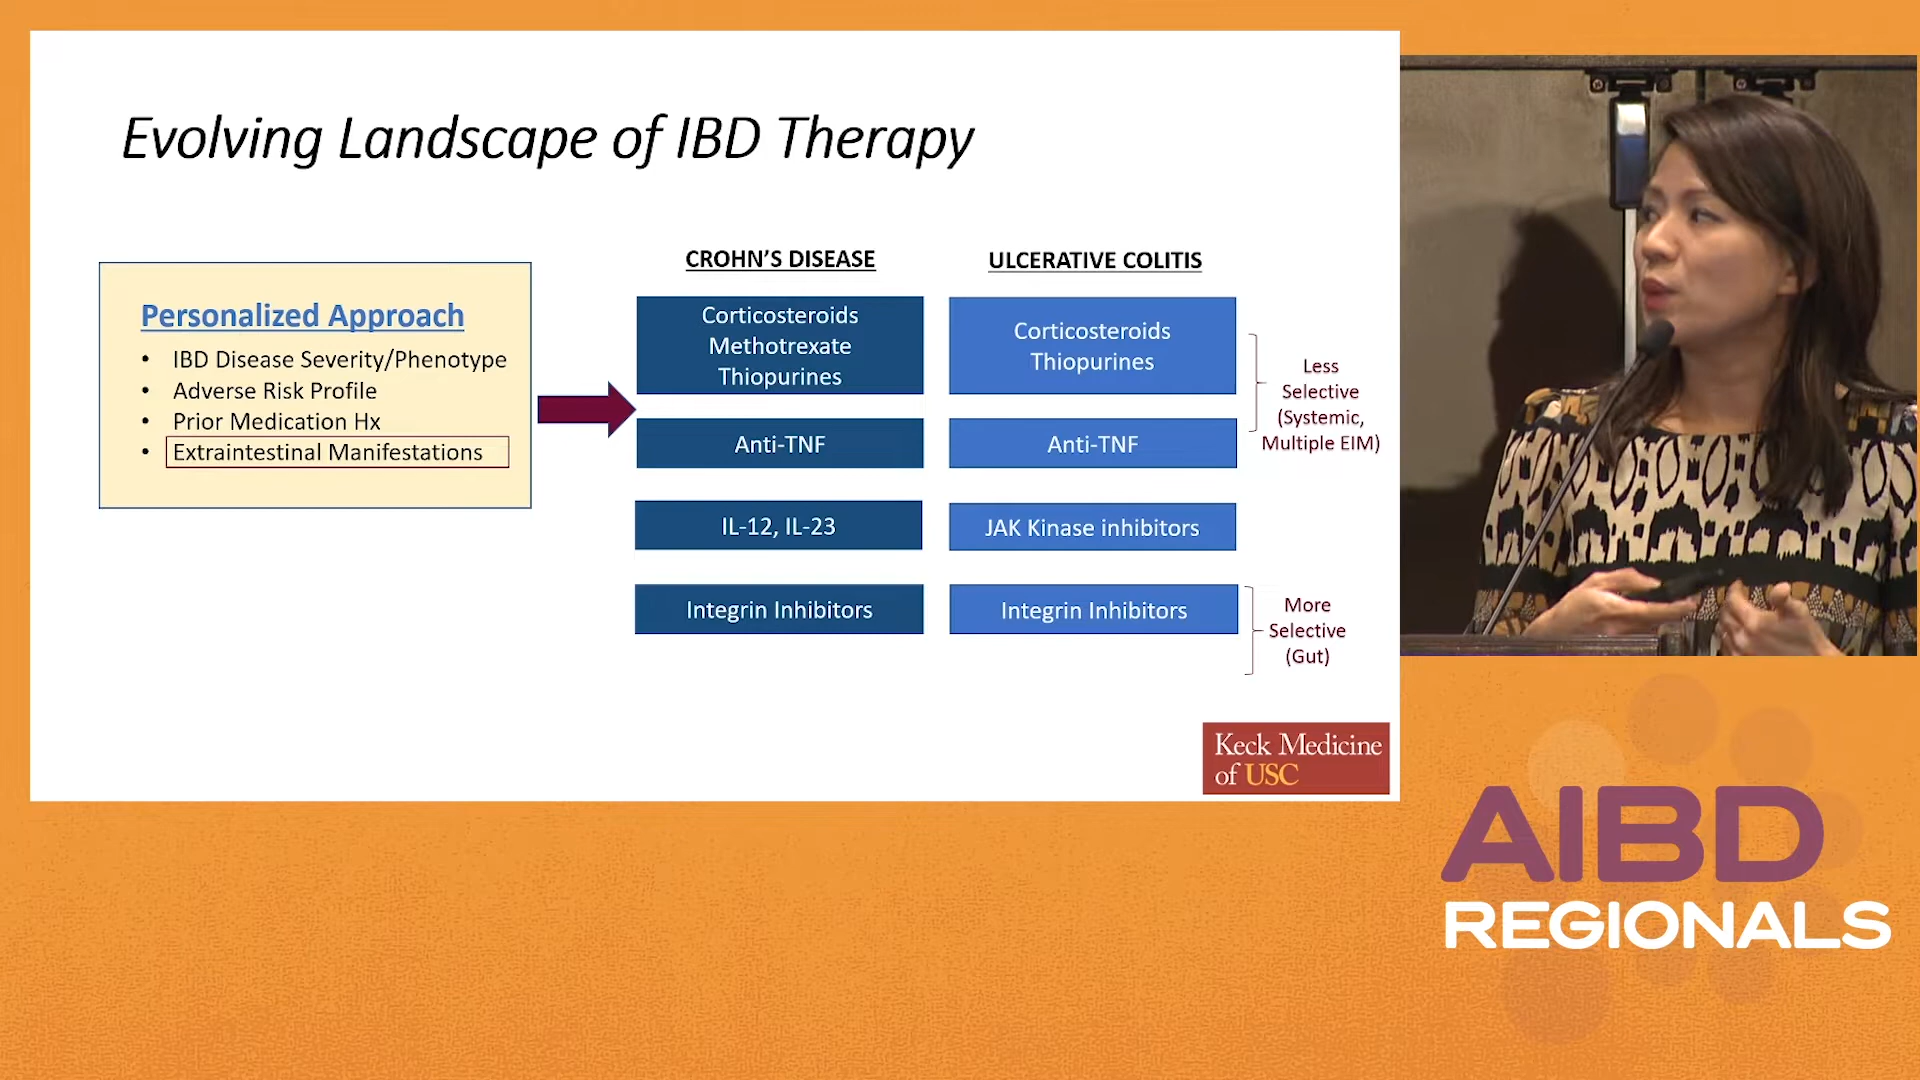 Evolving Landscape of IBD Therapy
Personalized Approach
• IBD Disease Severity/Phenotype
• Adverse Risk Profile
• Prior Medication Hx
• Extraintestinal Manifestations
CROHN'S DISEASE
Corticosteroids
Methotrexate
Thiopurines
Anti-TNF
IL-12, IL-23
Integrin Inhibitors
ULCERATIVE COLITIS
Corticosteroids
Thiopurines
Anti-TNF
JAK Kinase inhibitors
Integrin Inhibitors
Less
Selective
(Systemic,
Multiple EIM)
More
Selective
(Gut)
Keck Medicine
of USC
AIBD
REGIONALS